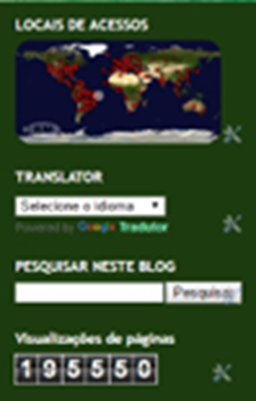 LOCAIS DE ACESSOS
TRANSLATOR
Selecione o idioma
Powered by Google Tradutor
PESQUISAR NESTE BLOG
Pesquisar
Visualizações de páginas
195550